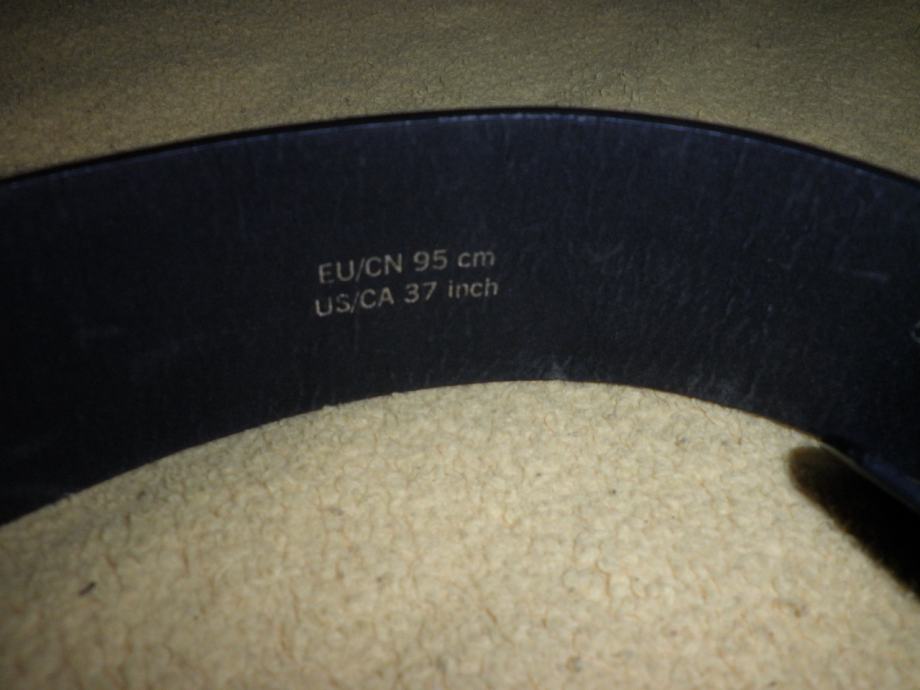 EU/CN 95 cm
US/CA 37 inch